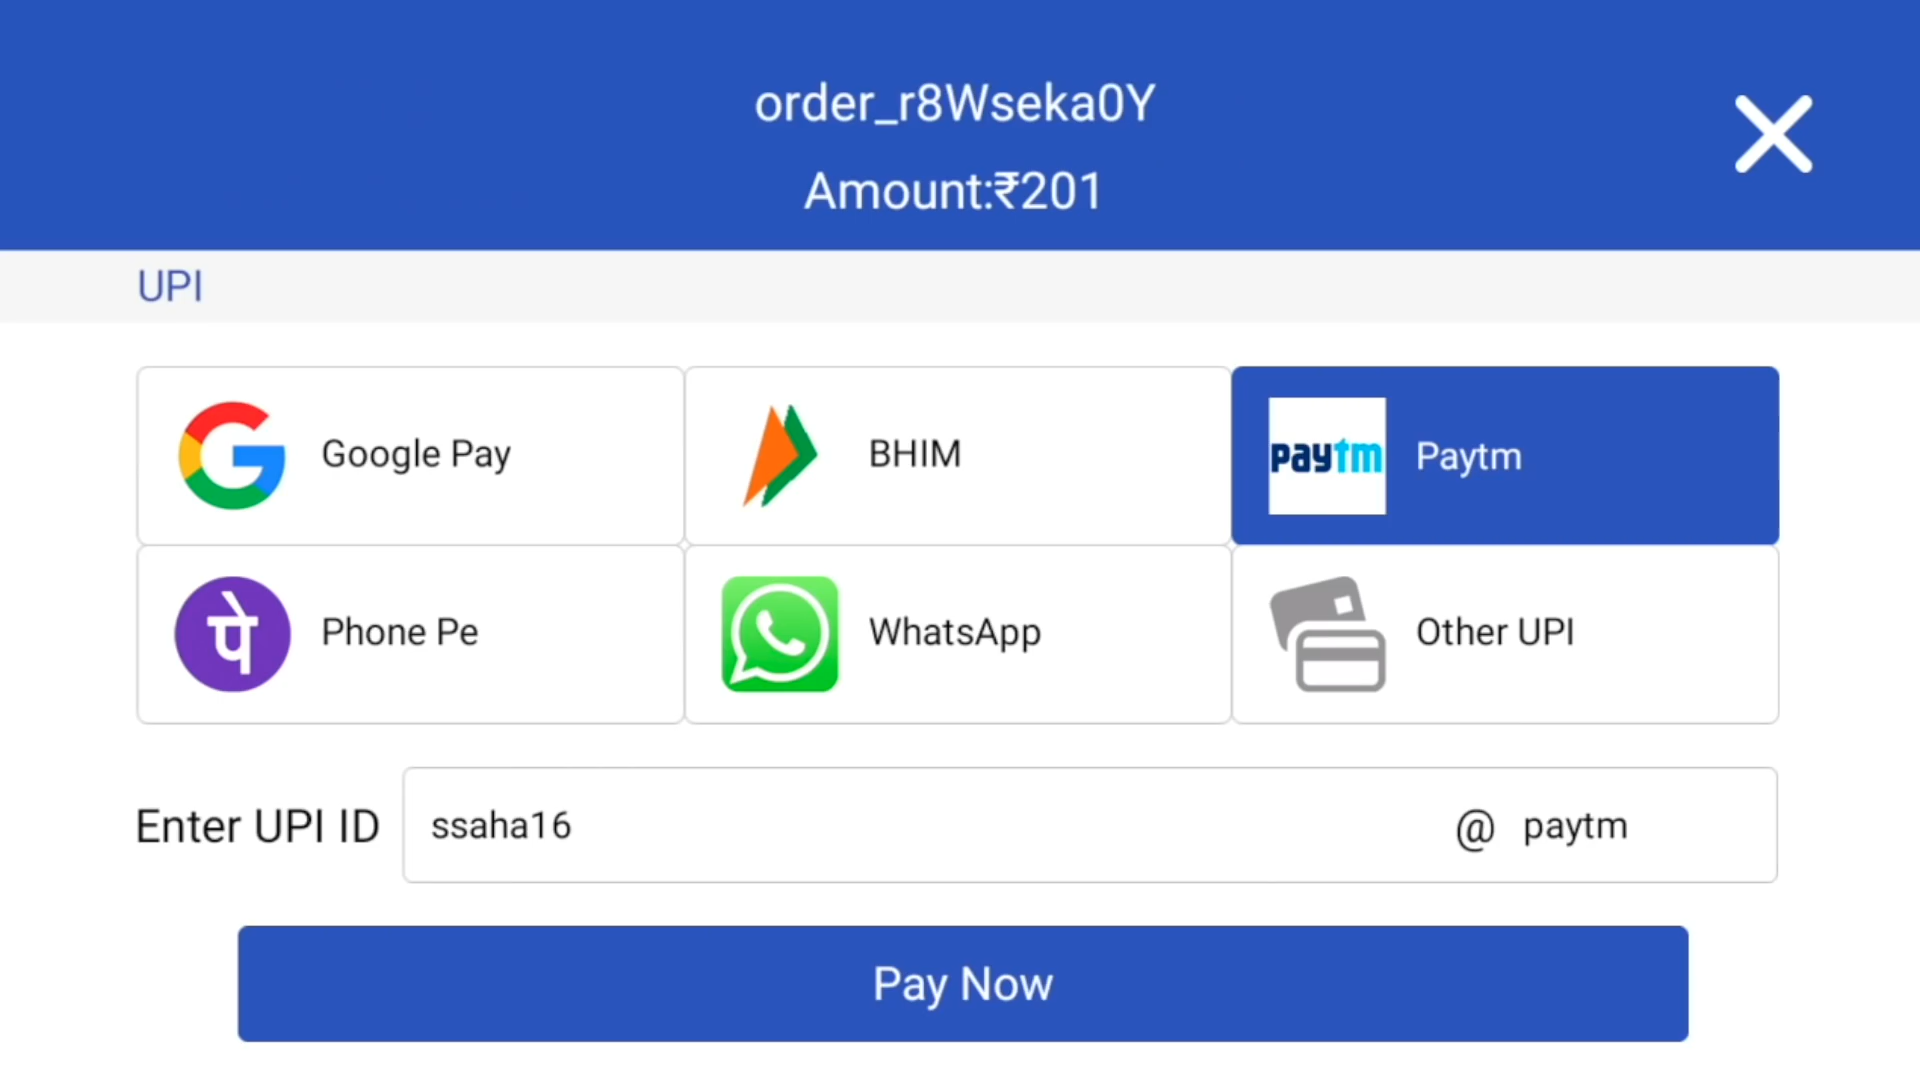 order_r8Wseka0Y
Amount:₹201
UPI
Google Pay
BHIM
paytm Paytm
पे Phone Pe
WhatsApp
Other UPI
Enter UPI ID ssaha16 @ paytm
Pay Now